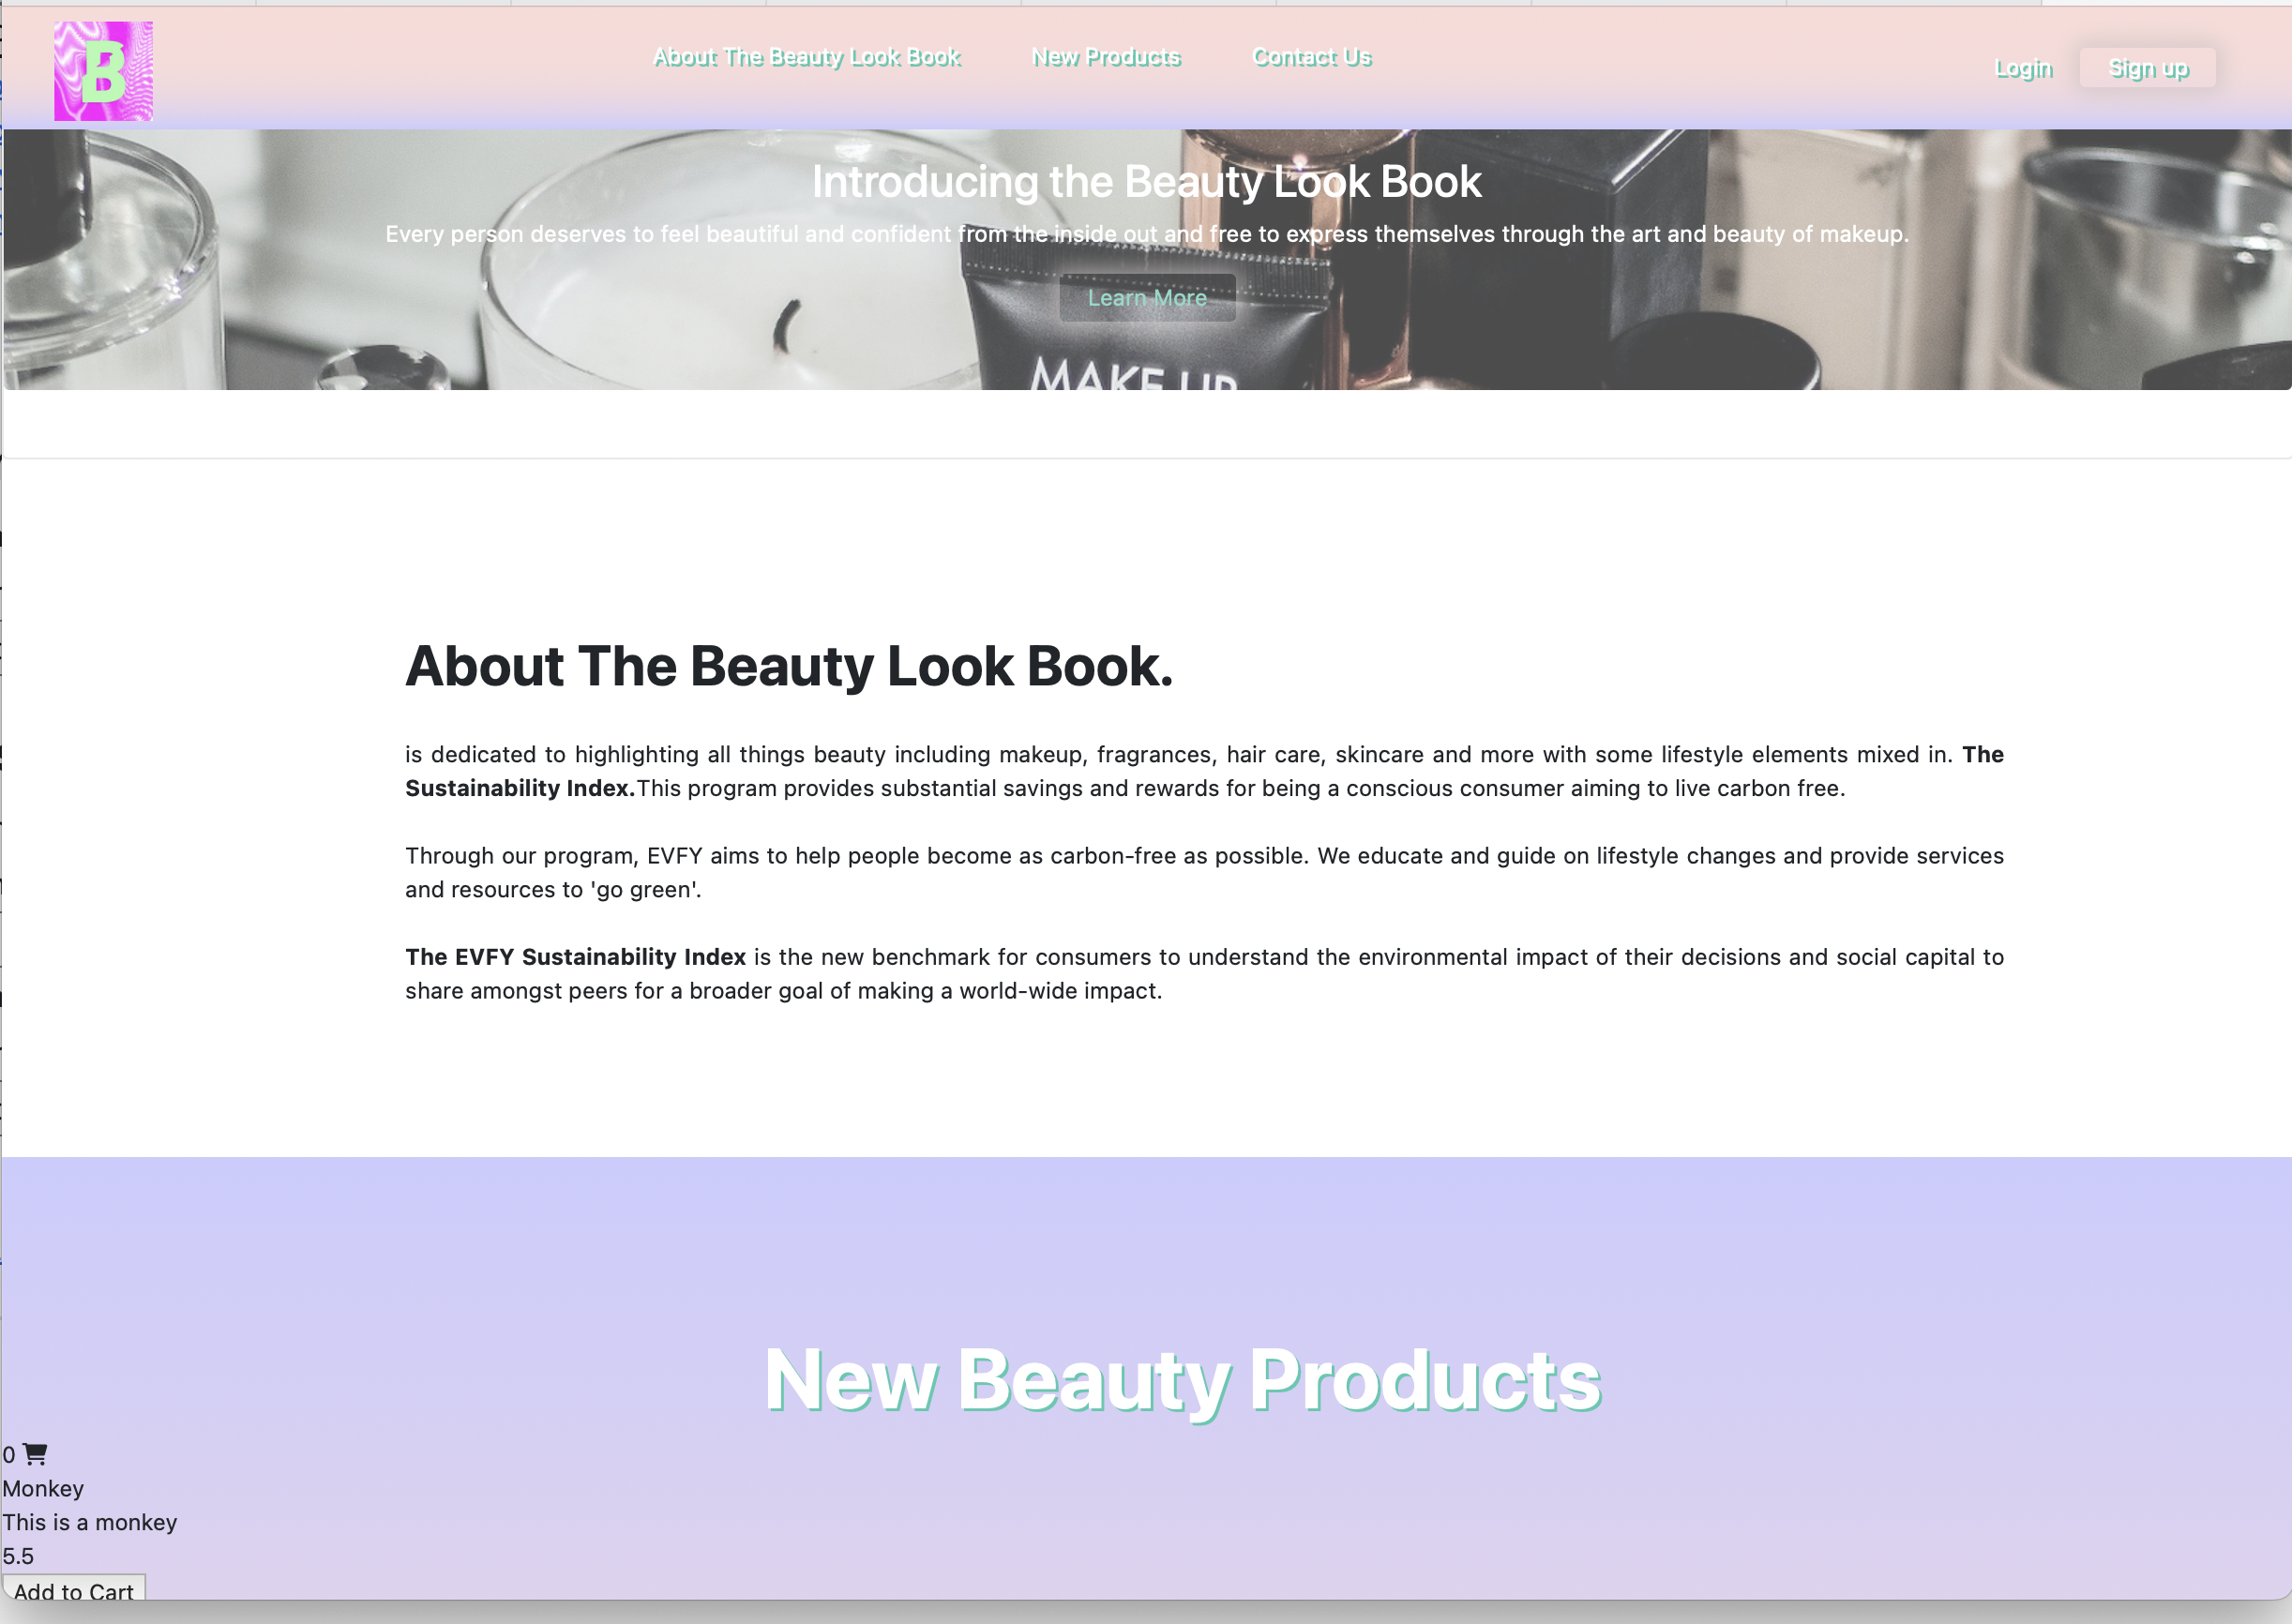 B
About The Beauty Look Book
New Products
Contact Us
Login
Sign up
Introducing the Beauty Look Book
Every person deserves to feel beautiful and confident from the inside out and free to express themselves through the art and beauty of makeup.
Learn More
MAKE UP
About The Beauty Look Book.
is dedicated to highlighting all things beauty including makeup, fragrances, hair care, skincare and more with some lifestyle elements mixed in. The
Sustainability Index.This program provides substantial savings and rewards for being a conscious consumer aiming to live carbon free.
Through our program, EVFY aims to help people become as carbon-free as possible. We educate and guide on lifestyle changes and provide services
and resources to 'go green'.
The EVFY Sustainability Index is the new benchmark for consumers to understand the environmental impact of their decisions and social capital to
share amongst peers for a broader goal of making a world-wide impact.
New Beauty Products
0
Monkey
This is a monkey
5.5
Add to Cart